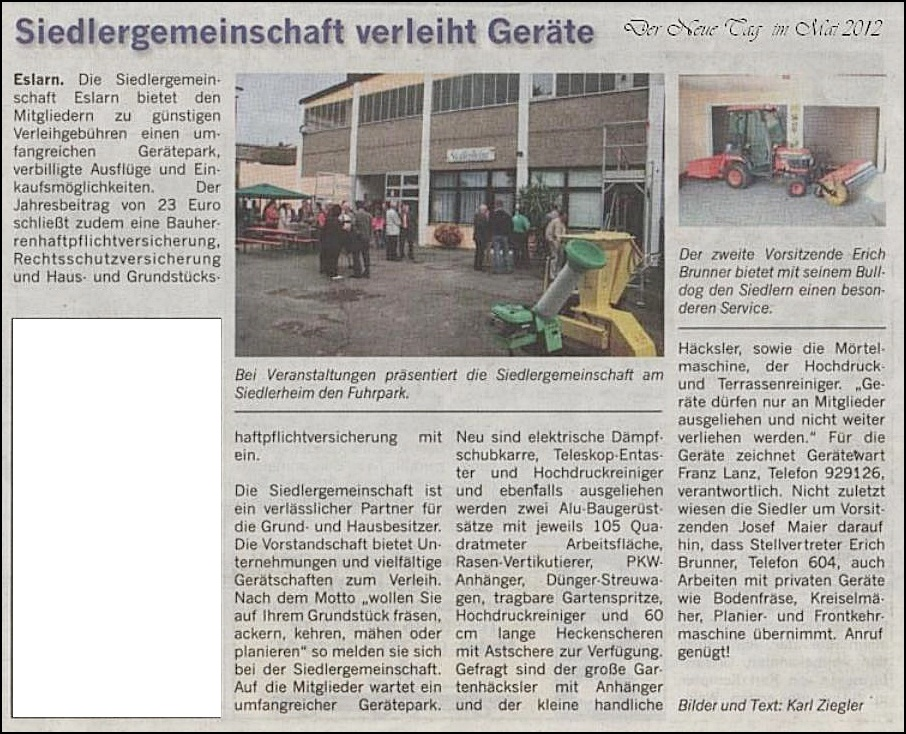 Siedlergemeinschaft verleiht Geräte
Der Neue Tag im Mai 2012
Eslarn. Die Siedlergemein-
schaft Eslarn bietet den
Mitgliedern zu günstigen
Verleihgebühren einen um-
fangreichen Gerätepark,
verbilligte Ausflüge und Ein-
kaufsmöglichkeiten. Der
Jahresbeitrag von 23 Euro
schließt zudem eine Bauher-
renhaftpflichtversicherung,
Rechtsschutzversicherung
und Haus- und Grundstücks-
Siedlerheim
Bei Veranstaltungen präsentiert die Siedlergemeinschaft am
Siedlerheim den Fuhrpark.
haftpflichtversicherung mit
ein.
Die Siedlergemeinschaft ist
ein verlässlicher Partner für
die Grund- und Hausbesitzer.
Die Vorstandschaft bietet Un-
ternehmungen und vielfältige
Gerätschaften zum Verleih.
Nach dem Motto „wollen Sie
auf Ihrem Grundstück fräsen,
ackern, kehren, mähen oder
planieren" so melden sie sich
bei der Siedlergemeinschaft.
Auf die Mitglieder wartet ein
umfangreicher Gerätepark.
Neu sind elektrische Dämpf-
schubkarre, Teleskop-Entas-
ter und Hochdruckreiniger
und ebenfalls ausgeliehen
werden zwei Alu-Baugerüst-
sätze mit jeweils 105 Qua-
dratmeter Arbeitsfläche,
Rasen-Vertikutierer, PKW-
Anhänger, Dünger-Streuwa-
gen, tragbare Gartenspritze,
Hochdruckreiniger und 60
cm lange Heckenscheren
mit Astschere zur Verfügung.
Gefragt sind der große Gar-
tenhäcksler mit Anhänger
und der kleine handliche
Der zweite Vorsitzende Erich
Brunner bietet mit seinem Bull-
dog den Siedlern einen beson-
deren Service.
Häcksler, sowie die Mörtel-
maschine, der Hochdruck-
und Terrassenreiniger. „Ge-
räte dürfen nur an Mitglieder
ausgeliehen und nicht weiter
verliehen werden." Für die
Geräte zeichnet Gerätewart
Franz Lanz, Telefon 929126,
verantwortlich. Nicht zuletzt
wiesen die Siedler um Vorsit-
zenden Josef Maier darauf
hin, dass Stellvertreter Erich
Brunner, Telefon 604, auch
Arbeiten mit privaten Geräte
wie Bodenfräse, Kreiselmä-
her, Planier- und Frontkehr-
maschine übernimmt. Anruf
genügt!
Bilder und Text: Karl Ziegler